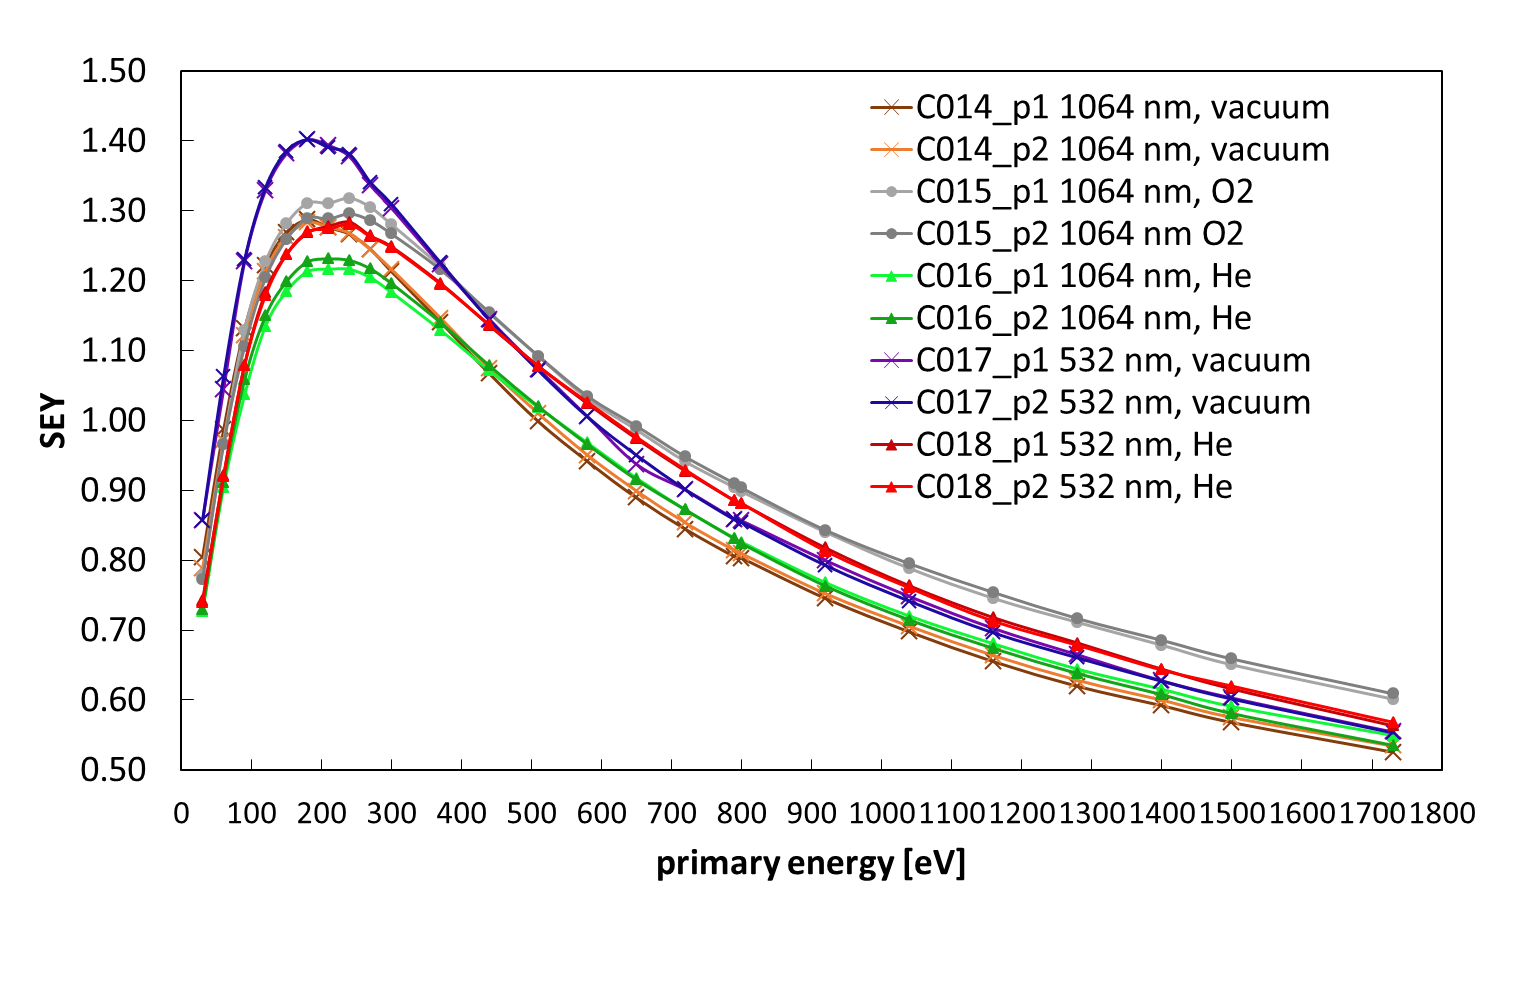 1.50
1.40
1.30
1.20
1.10
1.00
0.90
0.80
0.70
0.60
0.50
SEY
C014_p1 1064 nm, vacuum
C014_p2 1064 nm, vacuum
C015_p1 1064 nm, O2
C015_p2 1064 nm O2
C016_p1 1064 nm, He
C016_p2 1064 nm, He
C017_p1 532 nm, vacuum
C017_p2 532 nm, vacuum
C018_p1 532 nm, He
C018_p2 532 nm, He
0 100 200 300 400 500 600 700 800 900 1000 1100 1200 1300 1400 1500 1600 1700 1800
primary energy [eV]